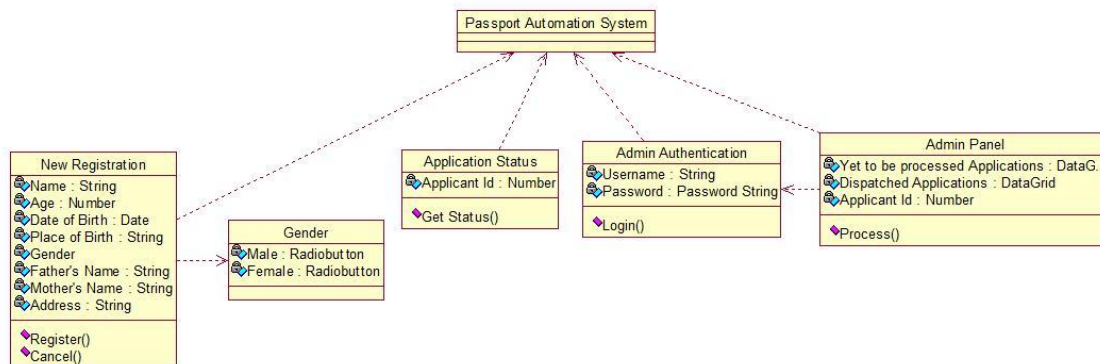 Passport Automation System
New Registration
Name : String
Age : Number
Date of Birth : Date
Place of Birth : String
Gender
Father's Name : String
Mother's Name : String
Address : String
Register()
Cancel()
Gender
Male : Radiobutton
Female : Radiobutton
Application Status
Applicant Id : Number
Get Status()
Admin Authentication
Username : String
Password : Password String
Login()
Admin Panel
Yet to be processed Applications : DataG.
Dispatched Applications : DataGrid
Applicant Id : Number
Process()